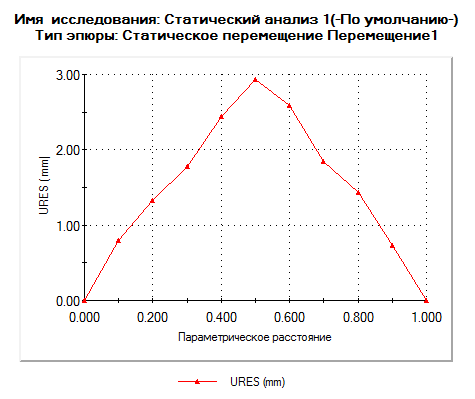 Имя исследования: Статический анализ 1(-По умолчанию-)
Тип эпюры: Статическое перемещение Перемещение1
3.00
2.00
1.00
0.00
URES (mm)
0.000 0.200 0.400 0.600 0.800 1.000
Параметрическое расстояние
URES (mm)